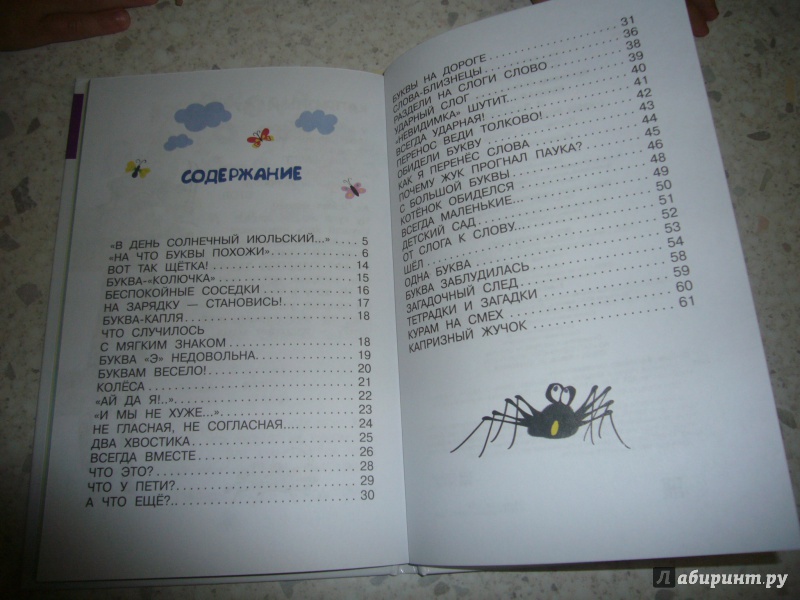 СОДЕРЖАНИЕ
«В ДЕНЬ СОЛНЕЧНЫЙ ИЮЛЬСКИЙ...» .... 5
«НА ЧТО БУКВЫ ПОХОЖИ» .... 6
ВОТ ТАК ЩЁТКА! .... 14
БУКВА-«КОЛЮЧКА» .... 15
БЕСПОКОЙНЫЕ СОСЕДКИ .... 16
НА ЗАРЯДКУ — СТАНОВИСЬ! .... 17
БУКВА-КАПЛЯ .... 18
ЧТО СЛУЧИЛОСЬ
С МЯГКИМ ЗНАКОМ .... 18
БУКВА «Э» НЕДОВОЛЬНА .... 19
БУКВАМ ВЕСЕЛО! .... 20
КОЛЁСА .... 21
«АЙ ДА Я!..» .... 22
«И МЫ НЕ ХУЖЕ...» .... 23
НЕ ГЛАСНАЯ, НЕ СОГЛАСНАЯ.... 24
ДВА ХВОСТИКА .... 25
ВСЕГДА ВМЕСТЕ .... 26
ЧТО ЭТО? .... 28
ЧТО У ПЕТИ? .... 29
А ЧТО ЕЩЁ?.. .... 30
БУКВЫ НА ДОРОГЕ .... 31
СЛОВА-БЛИЗНЕЦЫ .... 36
РАЗДЕЛИ НА СЛОГИ СЛОВО .... 38
УДАРНЫЙ СЛОГ .... 39
«НЕВИДИМКА» ШУТИТ... .... 40
ВСЕГДА УДАРНАЯ! .... 41
ПЕРЕНОС ВЕДИ ТОЛКОВО! .... 42
ОБИДЕЛИ БУКВУ .... 43
КАК Я ПЕРЕНЁС СЛОВА .... 44
ПОЧЕМУ ЖУК ПРОГНАЛ ПАУКА? .... 45
С БОЛЬШОЙ БУКВЫ .... 46
КОТЁНОК ОБИДЕЛСЯ .... 48
ВСЕГДА МАЛЕНЬКИЕ... .... 49
ДЕТСКИЙ САД .... 50
ОТ СЛОГА К СЛОВУ... .... 51
ШЁЛ .... 52
ОДНА БУКВА .... 53
БУКВА ЗАБЛУДИЛАСЬ .... 54
ЗАГАДОЧНЫЙ СЛЕД .... 58
ТЕТРАДКИ И ЗАГАДКИ .... 59
КУРАМ НА СМЕХ .... 60
КАПРИЗНЫЙ ЖУЧОК .... 61
Лабиринт.ру